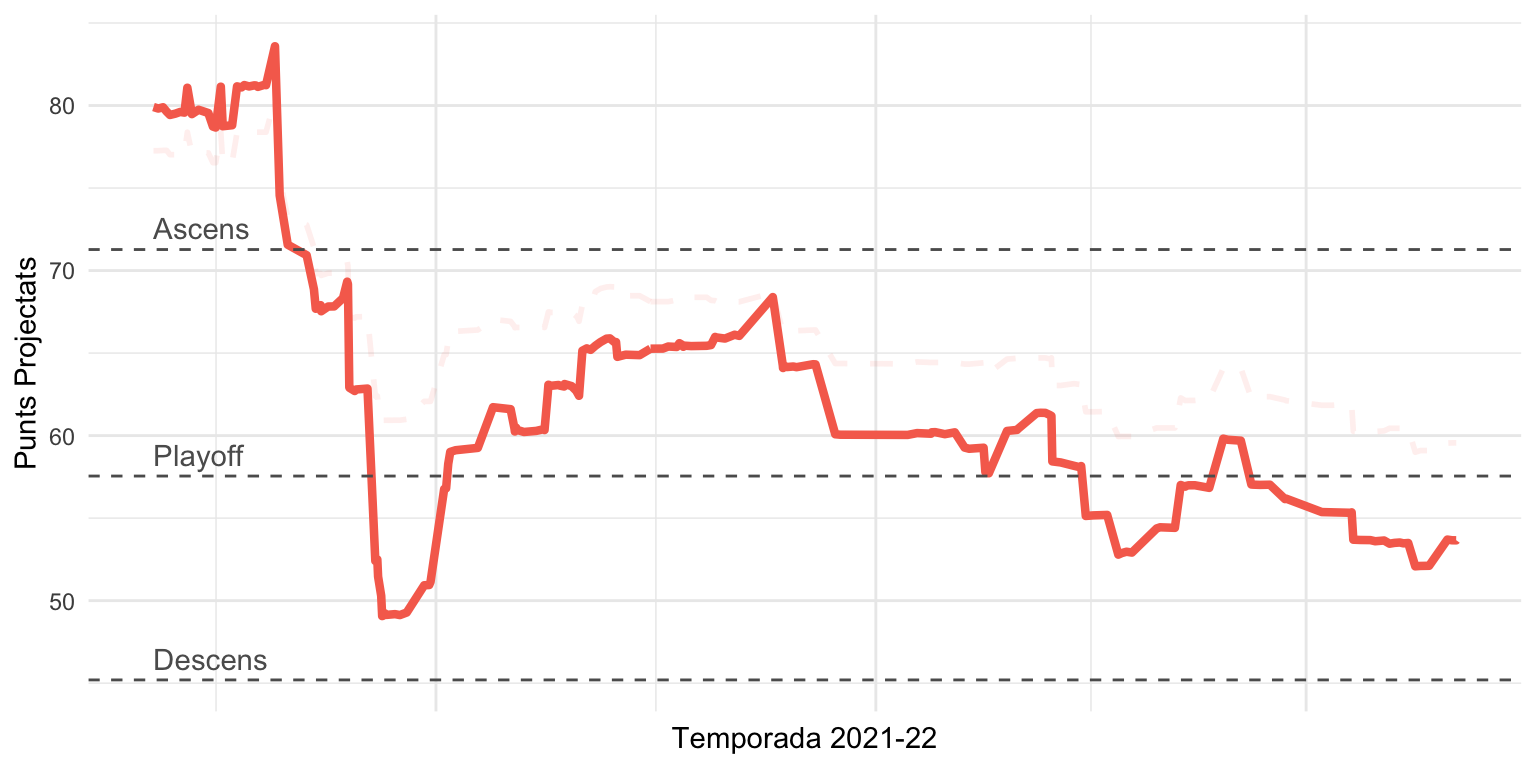 Punts Projectats
80
70
60
50
Ascens
Playoff
Descens
Temporada 2021-22